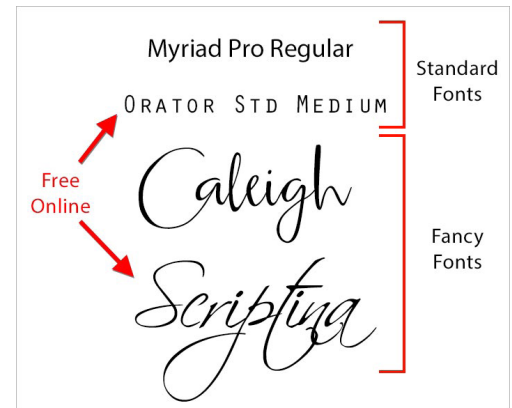 Myriad Pro Regular
Standard
Fonts
ORATOR STD MEDIUM
Caleigh
Free
Online
Fancy
Fonts
Scriptina